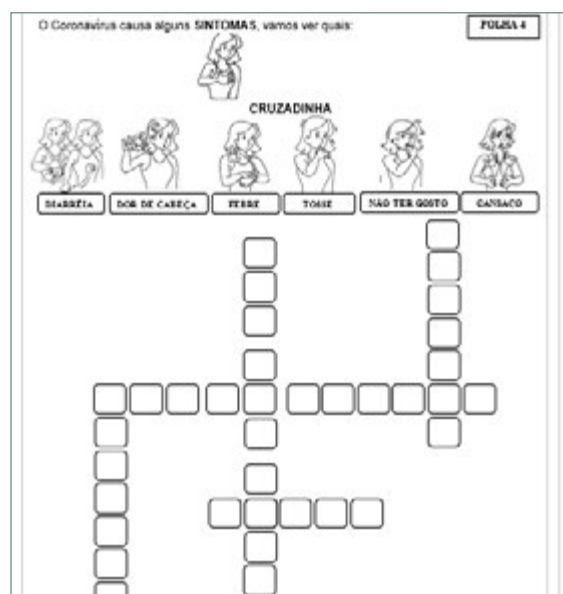 O Coronavírus causa alguns SINTOMAS, vamos ver quais:
FOLHA 4
CRUZADINHA
DIARRÉIA DOR DE CABEÇA FEBRE TOSSE NÃO TER GOSTO CANSAÇO